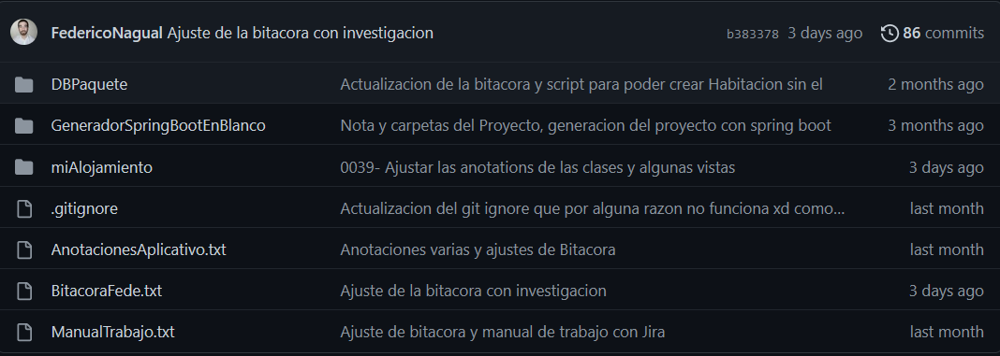 FedericoNagual Ajuste de la bitacora con investigacion b383378 3 days ago 86 commits
DBPaquete Actualizacion de la bitacora y script para poder crear Habitacion sin el 2 months ago
GeneradorSpringBootEnBlanco Nota y carpetas del Proyecto, generacion del proyecto con spring boot 3 months ago
miAlojamiento 0039- Ajustar las anotations de las clases y algunas vistas 3 days ago
.gitignore Actualizacion del git ignore que por alguna razon no funciona xd como... last month
AnotacionesAplicativo.txt Anotaciones varias y ajustes de Bitacora last month
BitacoraFede.txt Ajuste de la bitacora con investigacion 3 days ago
ManualTrabajo.txt Ajuste de bitacora y manual de trabajo con Jira last month